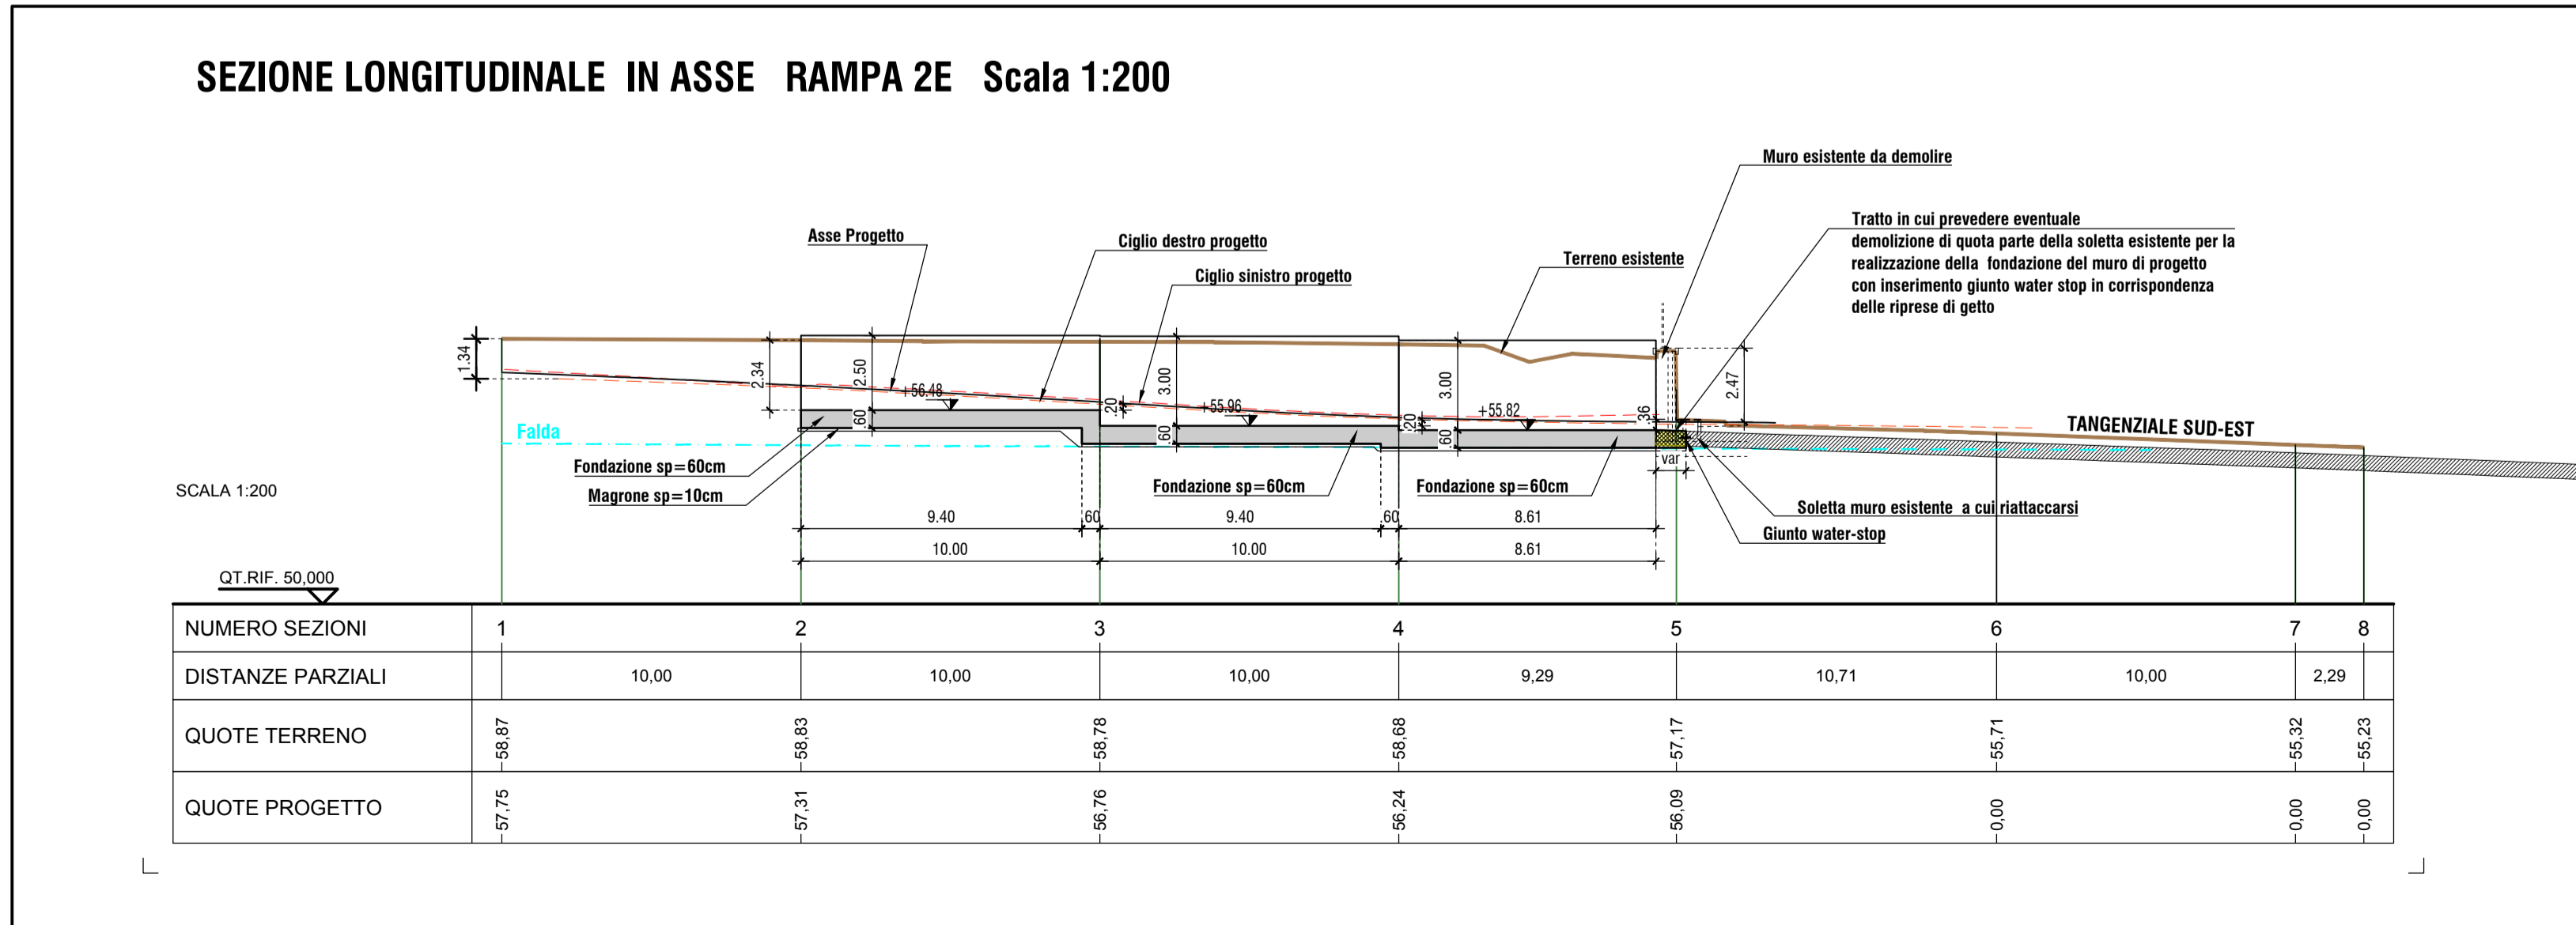 SEZIONE LONGITUDINALE IN ASSE RAMPA 2E Scala 1:200
Muro esistente da demolire
Tratto in cui prevedere eventuale
demolizione di quota parte della soletta esistente per la
realizzazione della fondazione del muro di progetto
con inserimento giunto water stop in corrispondenza
delle riprese di getto
Asse Progetto
Ciglio destro progetto
Ciglio sinistro progetto
Terreno esistente
1.34
2.34
2.50
3.00
3.00
2.47
+56.48
.20
+55.96
.20
+55.82
.36
.60
.60
.60
Falda
TANGENZIALE SUD-EST
var
Fondazione sp=60cm
Magrone sp=10cm
Fondazione sp=60cm
Fondazione sp=60cm
SCALA 1:200
Soletta muro esistente a cui riattaccarsi
Giunto water-stop
9.40 .60 9.40 .60 8.61
10.00 10.00 8.61
QT.RIF. 50,000
NUMERO SEZIONI 1 2 3 4 5 6 7 8
DISTANZE PARZIALI 10,00 10,00 10,00 9,29 10,71 10,00 2,29
QUOTE TERRENO 58,87 58,83 58,78 58,68 57,17 55,71 55,32 55,23
QUOTE PROGETTO 57,75 57,31 56,76 56,24 56,09 0,00 0,00 0,00